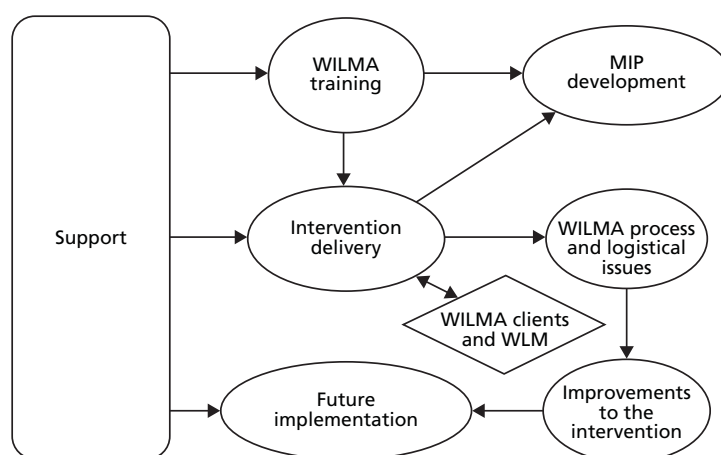 WILMA
training
MIP
development
Support
Intervention
delivery
WILMA process
and logistical
issues
WILMA clients
and WLM
Future
implementation
Improvements
to the
intervention